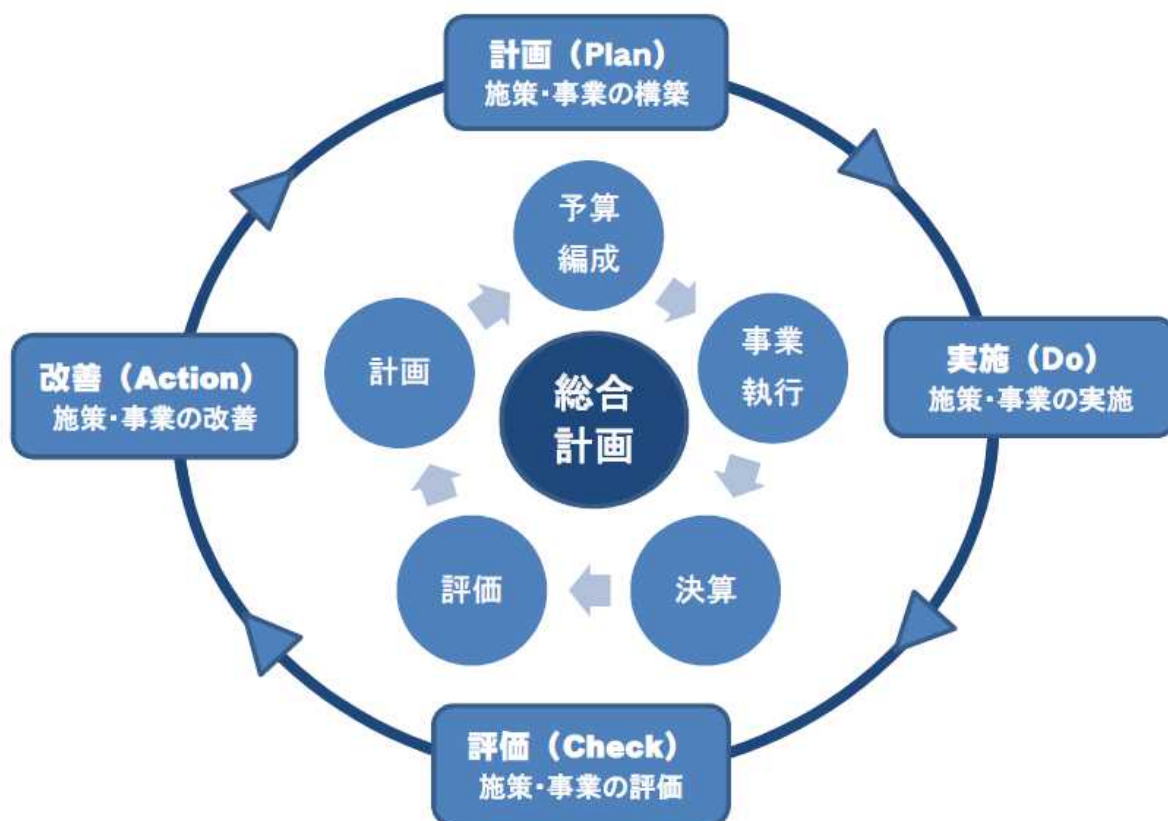 計画（Plan）
施策・事業の構築
予算
編成
計画
事業
執行
改善（Action）
施策・事業の改善
総合
計画
実施（Do）
施策・事業の実施
評価
決算
評価（Check）
施策・事業の評価